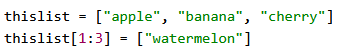 thislist = ["apple", "banana", "cherry"]
thislist[1:3] = ["watermelon"]